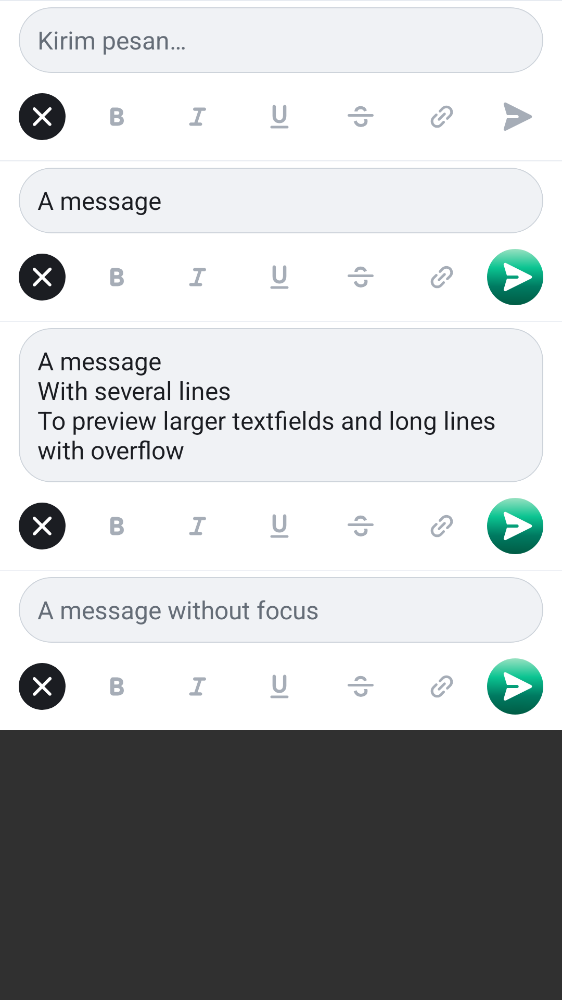 Kirim pesan…
B I U S
A message
B I U S
A message
With several lines
To preview larger textfields and long lines
with overflow
B I U S
A message without focus
B I U S